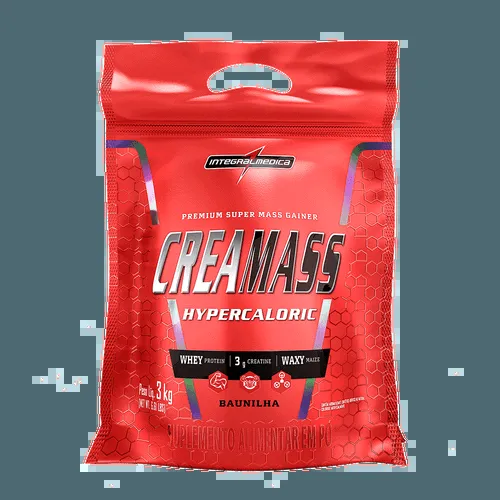 INTEGRALMEDICA
PREMIUM SUPER MASS GAINER
CREAMASS
HYPERCALORIC
WHEY PROTEIN 3g CREATINE WAXY MAIZE
Peso Líq. 3 kg
BAUNILHA
SUPLEMENTO ALIMENTAR EM PÓ